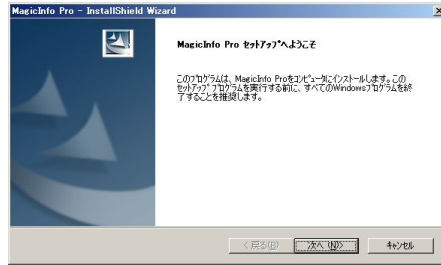 MagicInfo Pro - InstallShield Wizard
MagicInfo Pro ｾｯﾄｱｯﾌﾟへようこそ
このﾌﾟﾛｸﾞﾗﾑは、MagicInfo Proをｺﾝﾋﾟｭｰﾀにｲﾝｽﾄｰﾙします。この
ｾｯﾄｱｯﾌﾟ ﾌﾟﾛｸﾞﾗﾑを実行する前に、すべてのWindowsﾌﾟﾛｸﾞﾗﾑを終
了することを推奨します。
< 戻る(B)
次へ (N)>
ｷｬﾝｾﾙ